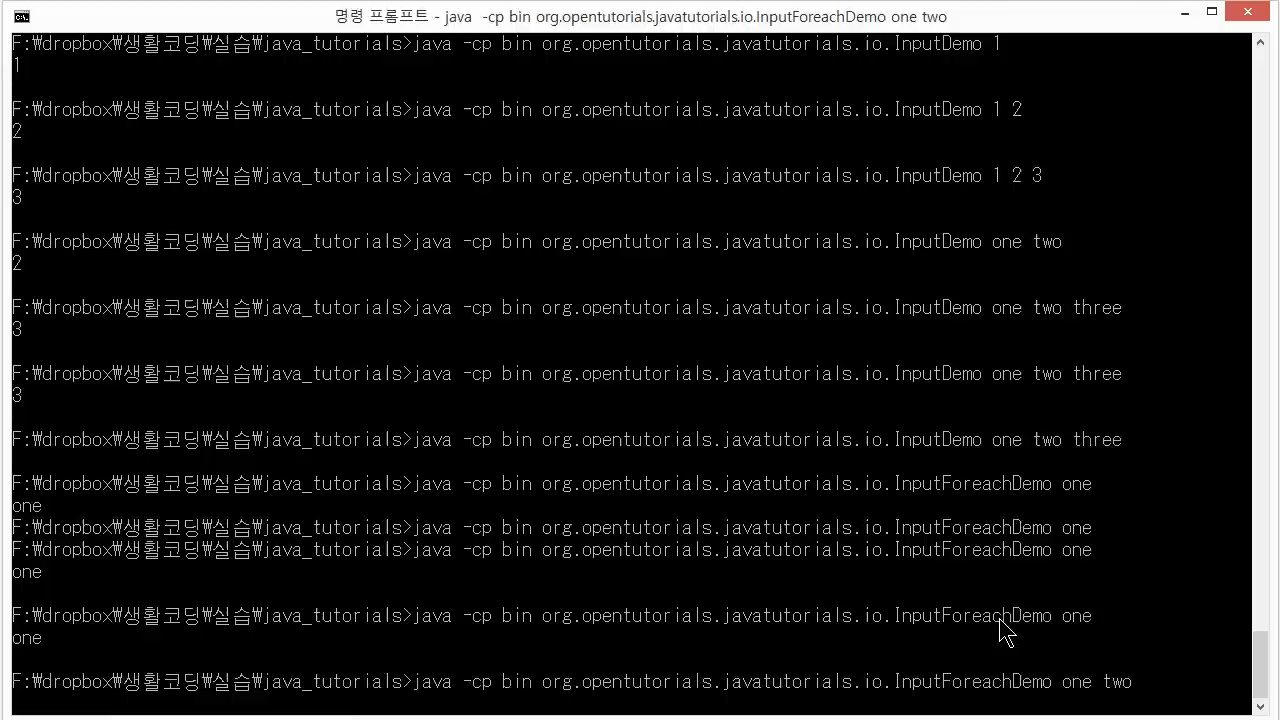 명령 프롬프트 - java  -cp bin org.opentutorials.javatutorials.io.InputForeachDemo one two
F:₩dropbox₩생활코딩₩실습₩java_tutorials>java -cp bin org.opentutorials.javatutorials.io.InputDemo 1
1
F:₩dropbox₩생활코딩₩실습₩java_tutorials>java -cp bin org.opentutorials.javatutorials.io.InputDemo 1 2
2
F:₩dropbox₩생활코딩₩실습₩java_tutorials>java -cp bin org.opentutorials.javatutorials.io.InputDemo 1 2 3
3
F:₩dropbox₩생활코딩₩실습₩java_tutorials>java -cp bin org.opentutorials.javatutorials.io.InputDemo one two
2
F:₩dropbox₩생활코딩₩실습₩java_tutorials>java -cp bin org.opentutorials.javatutorials.io.InputDemo one two three
3
F:₩dropbox₩생활코딩₩실습₩java_tutorials>java -cp bin org.opentutorials.javatutorials.io.InputDemo one two three
3
F:₩dropbox₩생활코딩₩실습₩java_tutorials>java -cp bin org.opentutorials.javatutorials.io.InputDemo one two three
F:₩dropbox₩생활코딩₩실습₩java_tutorials>java -cp bin org.opentutorials.javatutorials.io.InputForeachDemo one
one
F:₩dropbox₩생활코딩₩실습₩java_tutorials>java -cp bin org.opentutorials.javatutorials.io.InputForeachDemo one
F:₩dropbox₩생활코딩₩실습₩java_tutorials>java -cp bin org.opentutorials.javatutorials.io.InputForeachDemo one
one
F:₩dropbox₩생활코딩₩실습₩java_tutorials>java -cp bin org.opentutorials.javatutorials.io.InputForeachDemo one
one
F:₩dropbox₩생활코딩₩실습₩java_tutorials>java -cp bin org.opentutorials.javatutorials.io.InputForeachDemo one two